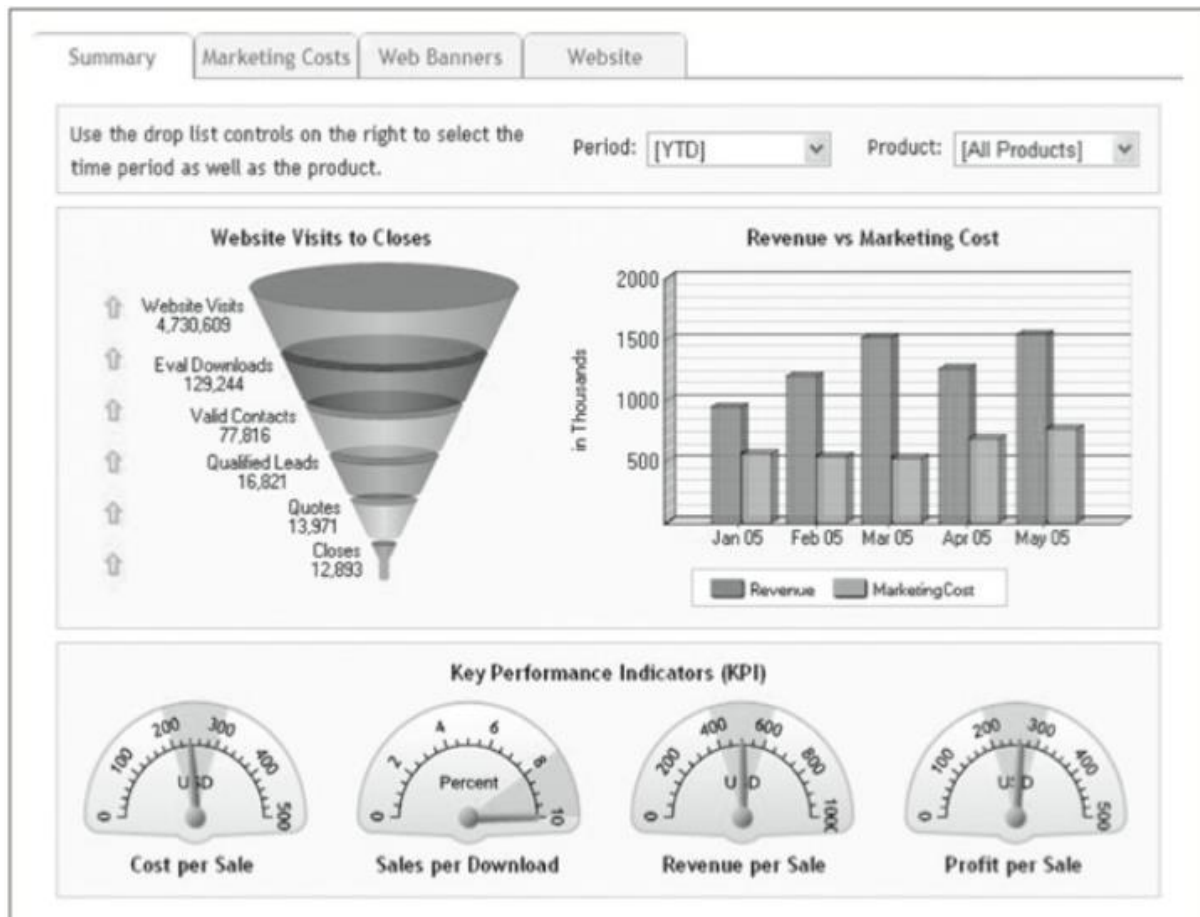 Summary
Marketing Costs
Web Banners
Website
Use the drop list controls on the right to select the
time period as well as the product.
Period: [YTD]
Product: [All Products]
Website Visits to Closes
Website Visits
4,730,609
Eval Downloads
129,244
Valid Contacts
77,816
Qualified Leads
16,821
Quotes
13,971
Closes
12,893
Revenue vs Marketing Cost
2000
1500
1000
500
in Thousands
Jan 05 Feb 05 Mar 05 Apr 05 May 05
Revenue MarketingCost
Key Performance Indicators (KPI)
0 100 200 300 400 500
USD
Cost per Sale
0 2 4 6 8 10
Percent
Sales per Download
0 200 400 600 800 1000
USD
Revenue per Sale
0 100 200 300 400 500
USD
Profit per Sale